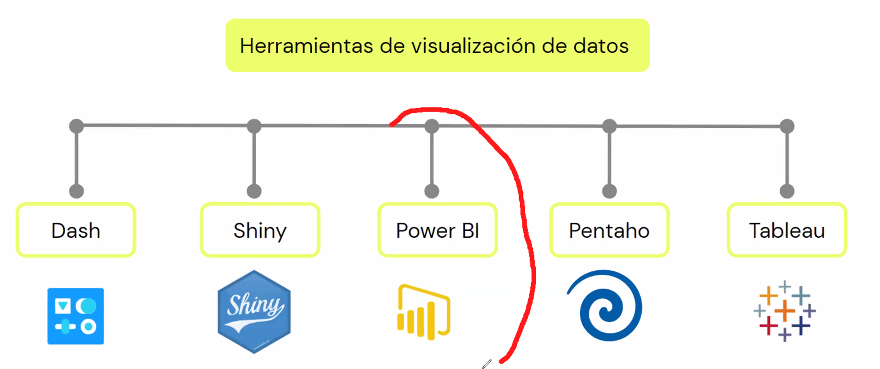 Herramientas de visualización de datos
Dash
Shiny
Power BI
Pentaho
Tableau
Shiny